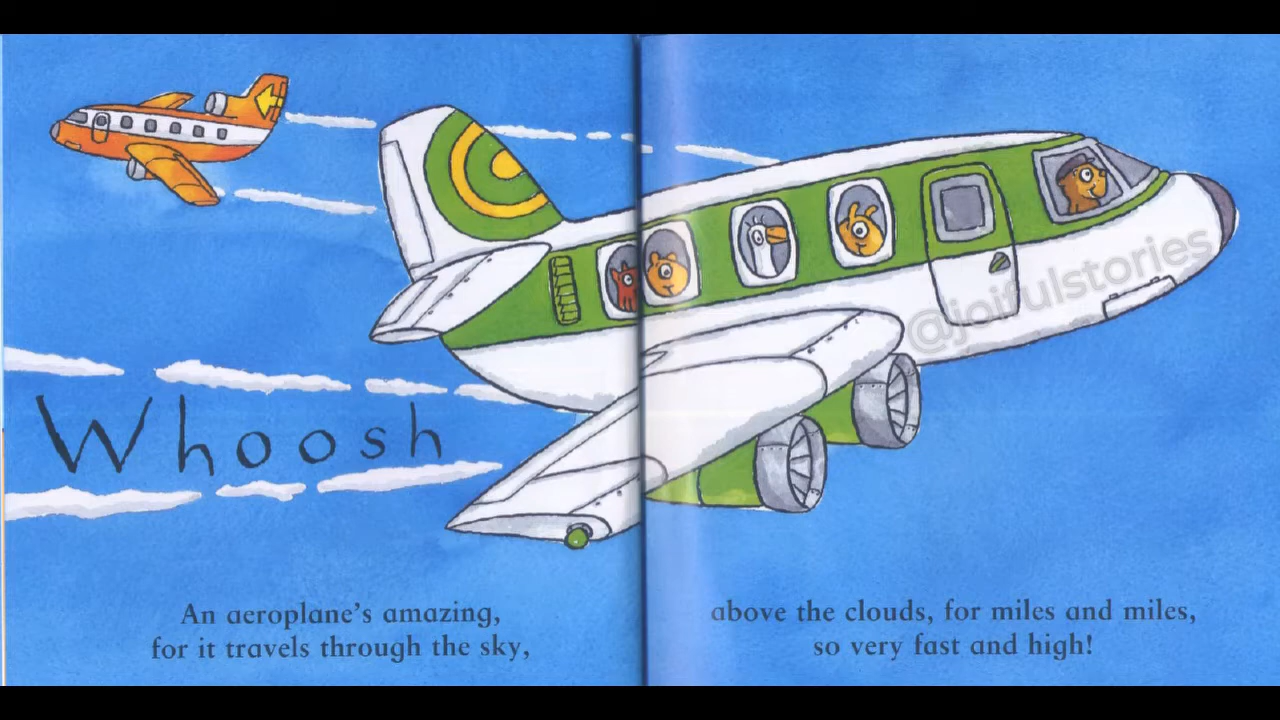 Whoosh
@joifulstories
An aeroplane's amazing,
for it travels through the sky,
above the clouds, for miles and miles,
so very fast and high!